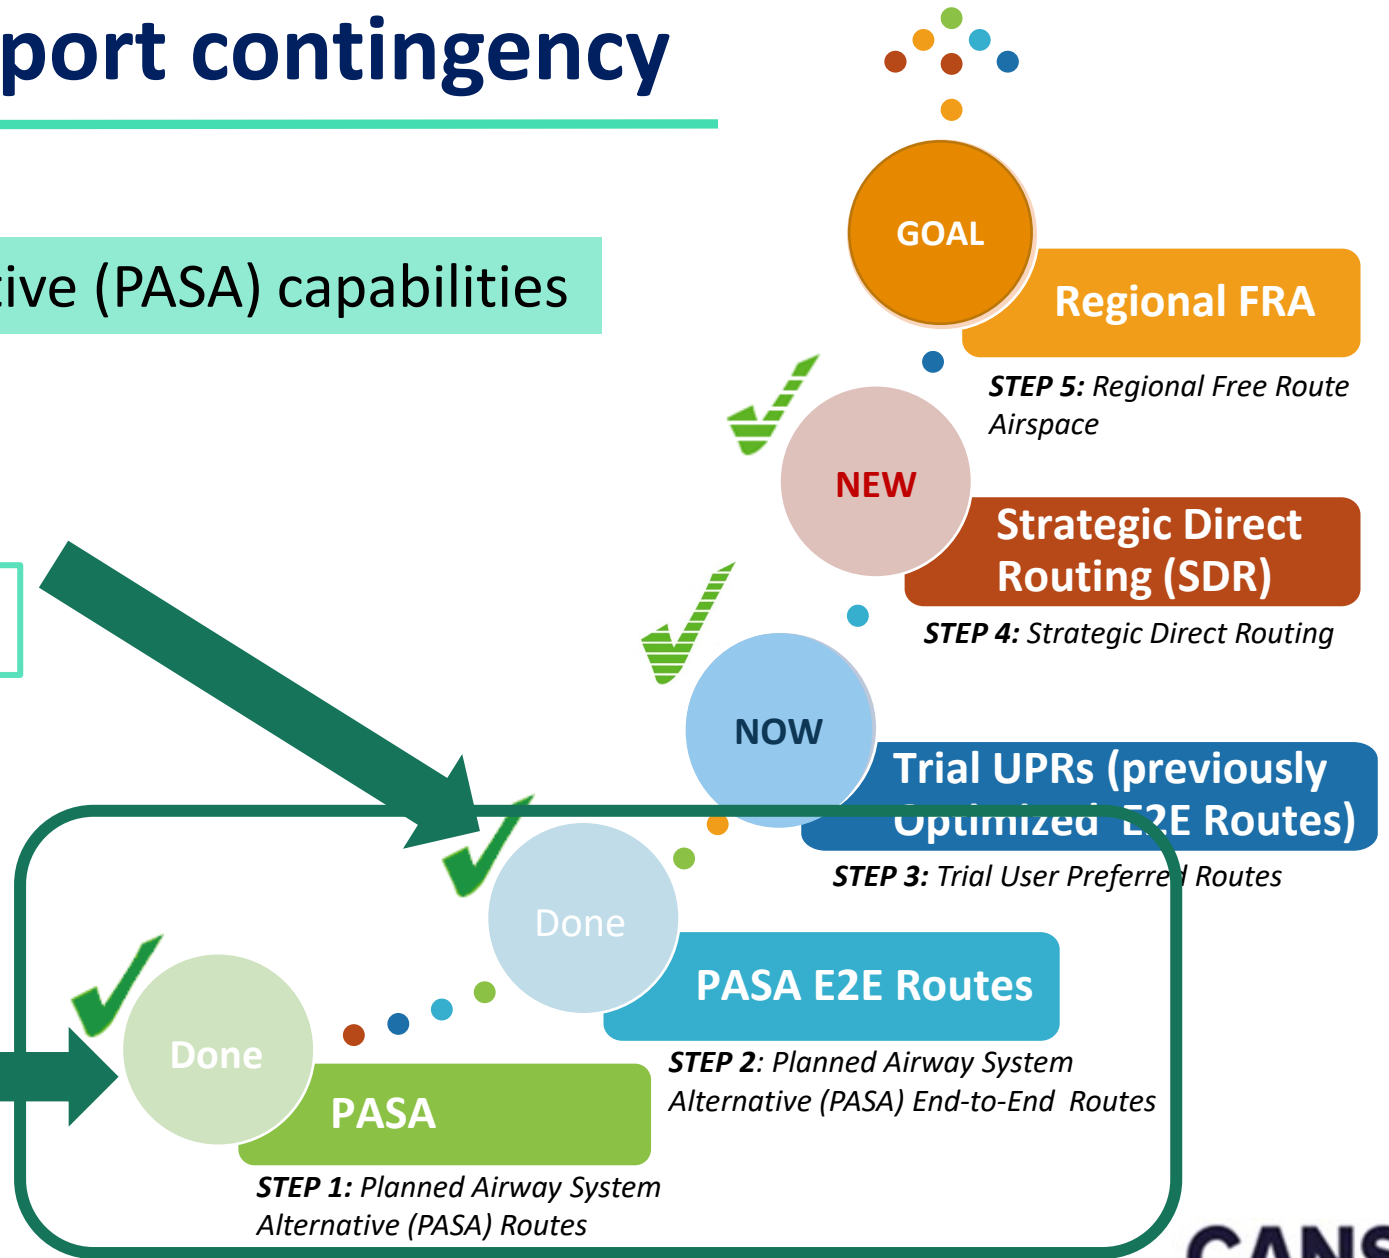 port contingency
tive (PASA) capabilities
GOAL
Regional FRA
STEP 5: Regional Free Route
Airspace
NEW
Strategic Direct
Routing (SDR)
STEP 4: Strategic Direct Routing
NOW
Trial UPRs (previously
Optimized E2E Routes)
STEP 3: Trial User Preferred Routes
Done
PASA E2E Routes
STEP 2: Planned Airway System
Alternative (PASA) End-to-End Routes
Done
PASA
STEP 1: Planned Airway System
Alternative (PASA) Routes
CANS